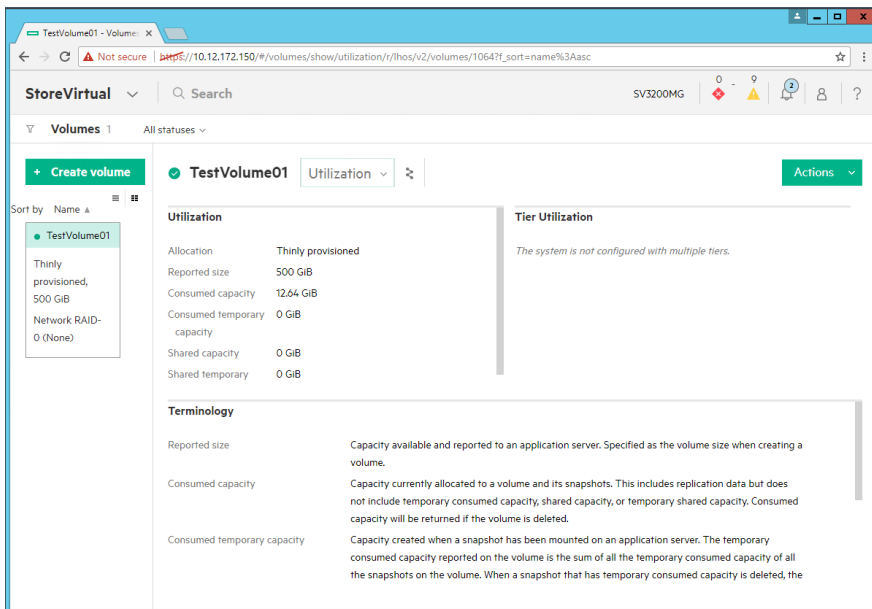 TestVolume01 - Volume
Not secure https://10.12.172.150/#/volumes/show/utilization/r/lhos/v2/volumes/1064?f_sort=name%3Aasc
StoreVirtual
Search
SV3200MG
0
-
9
2
?
Volumes 1
All statuses
+ Create volume
TestVolume01
Utilization
Actions
Sort by Name
TestVolume01
Thinly
provisioned,
500 GiB
Network RAID-
0 (None)
Utilization
Allocation Thinly provisioned
Reported size 500 GiB
Consumed capacity 12.64 GiB
Consumed temporary 0 GiB
capacity
Shared capacity 0 GiB
Shared temporary 0 GiB
Tier Utilization
The system is not configured with multiple tiers.
Terminology
Reported size Capacity available and reported to an application server. Specified as the volume size when creating a
volume.
Consumed capacity Capacity currently allocated to a volume and its snapshots. This includes replication data but does
not include temporary consumed capacity, shared capacity, or temporary shared capacity. Consumed
capacity will be returned if the volume is deleted.
Consumed temporary capacity Capacity created when a snapshot has been mounted on an application server. The temporary
consumed capacity reported on the volume is the sum of all the temporary consumed capacity of all
the snapshots on the volume. When a snapshot that has temporary consumed capacity is deleted, the